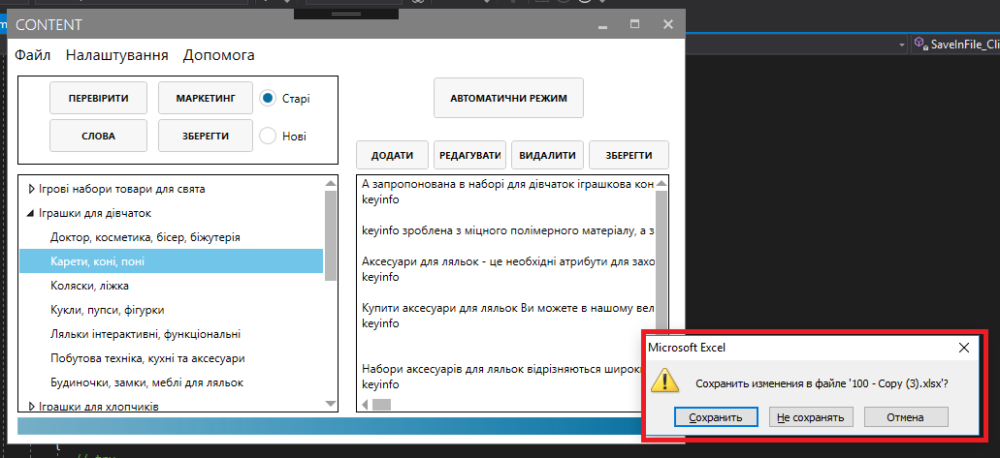 CONTENT
SaveInFile_Cli
Файл Налаштування Допомога
ПЕРЕВІРИТИ МАРКЕТИНГ Старі
СЛОВА ЗБЕРЕГТИ Нові
АВТОМАТИЧНИ РЕЖИМ
ДОДАТИ РЕДАГУВАТИ ВИДАЛИТИ ЗБЕРЕГТИ
Ігрові набори товари для свята
Іграшки для дівчаток
Доктор, косметика, бісер, біжутерія
Карети, коні, поні
Коляски, ліжка
Кукли, пупси, фігурки
Ляльки інтерактивні, функціональні
Побутова техніка, кухні та аксесуари
Будиночки, замки, меблі для ляльок
Іграшки для хлопчиків
А запропонована в наборі для дівчаток іграшкова кон
keyinfo
keyinfo зроблена з міцного полімерного матеріалу, а з
Аксесуари для ляльок - це необхідні атрибути для захо
keyinfo
Купити аксесуари для ляльок Ви можете в нашому вел
keyinfo
Набори аксесуарів для ляльок відрізняються широк
keyinfo
Microsoft Excel
Сохранить изменения в файле '100 - Copy (3).xlsx'?
Сохранить Не сохранять Отмена